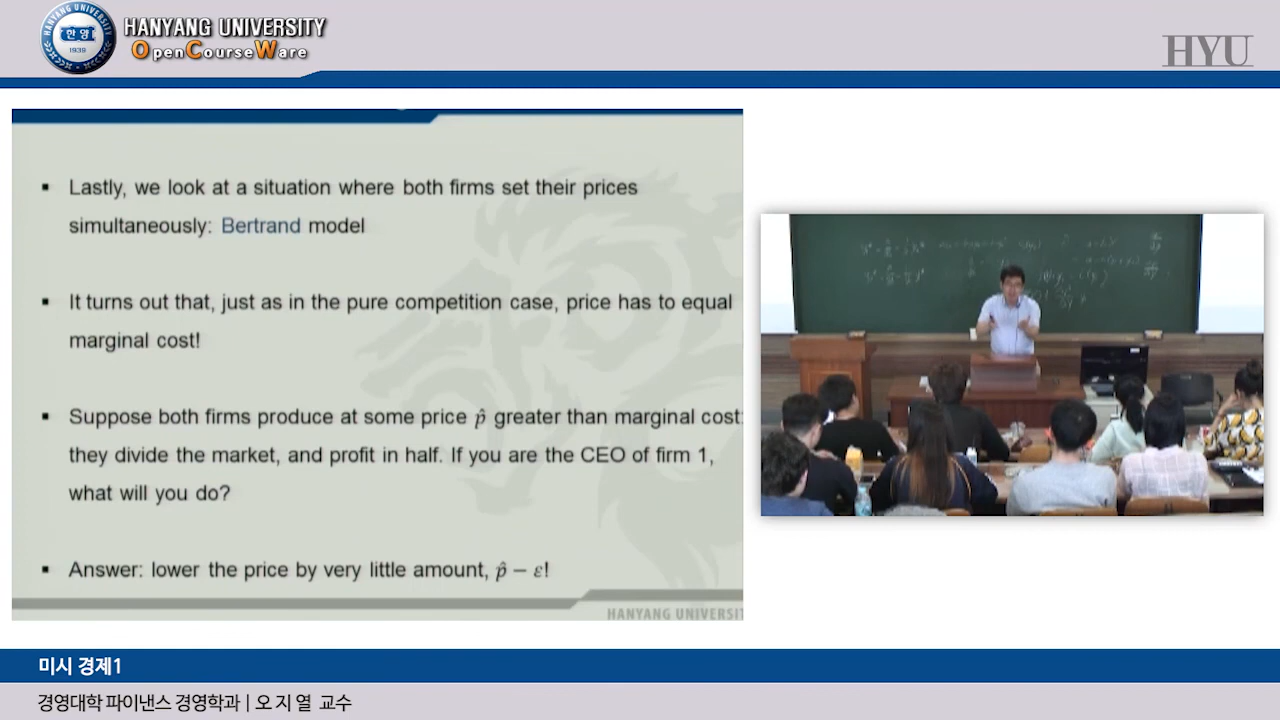 HANYANG UNIVERSITY
OpenCourseWare
HANYANG UNIVERSITY
한양
1939
HYU
▪ Lastly, we look at a situation where both firms set their prices
simultaneously: Bertrand model
▪ It turns out that, just as in the pure competition case, price has to equal
marginal cost!
▪ Suppose both firms produce at some price p̂ greater than marginal cost:
they divide the market, and profit in half. If you are the CEO of firm 1,
what will you do?
▪ Answer: lower the price by very little amount, p̂ − ε!
HANYANG UNIVERSIT
미시 경제1
경영대학 파이낸스 경영학과 | 오 지 열 교수